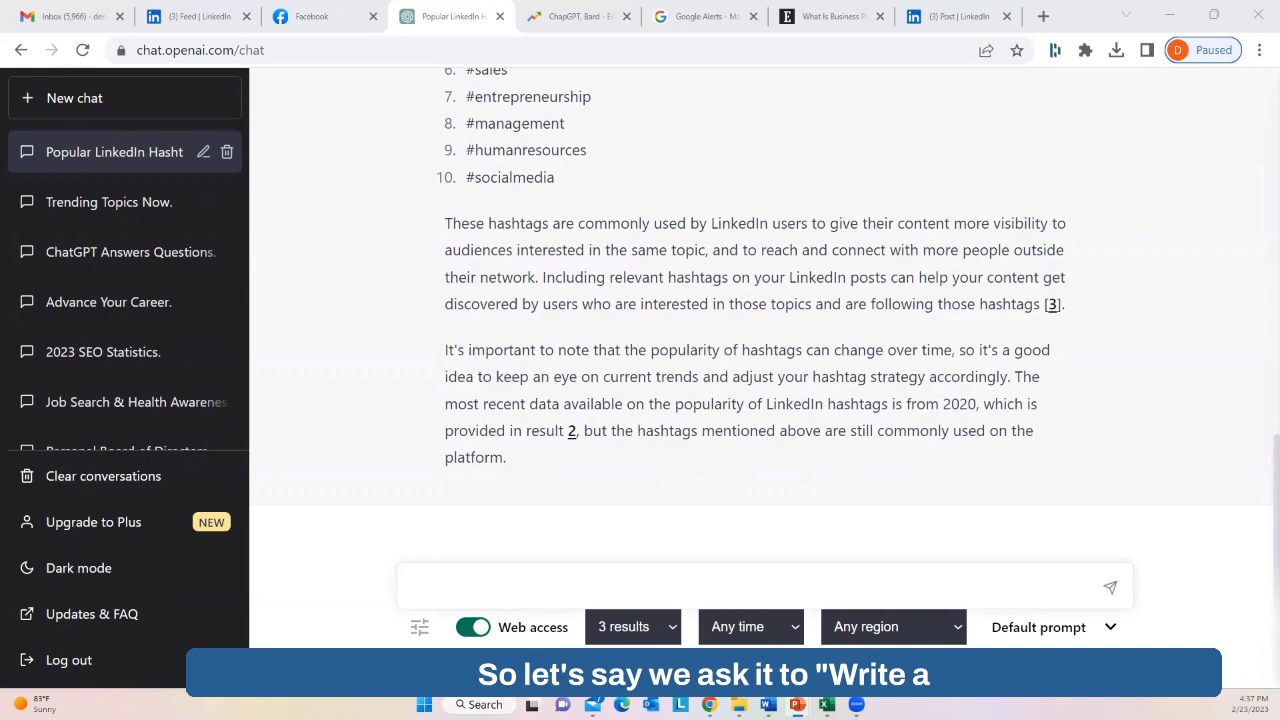 Inbox (5,966) - den
(3) Feed | LinkedIn
Facebook
Popular LinkedIn H
ChapGPT, Bard - E
Google Alerts - Mo
What Is Business P
(3) Post | LinkedIn
chat.openai.com/chat
D Paused
New chat
Popular LinkedIn Hasht
Trending Topics Now.
ChatGPT Answers Questions.
Advance Your Career.
2023 SEO Statistics.
Job Search & Health Awarenes
Personal Board of Directors
Clear conversations
Upgrade to Plus NEW
Dark mode
Updates & FAQ
Log out
6. #sales
7. #entrepreneurship
8. #management
9. #humanresources
10. #socialmedia
These hashtags are commonly used by LinkedIn users to give their content more visibility to
audiences interested in the same topic, and to reach and connect with more people outside
their network. Including relevant hashtags on your LinkedIn posts can help your content get
discovered by users who are interested in those topics and are following those hashtags [3].
It's important to note that the popularity of hashtags can change over time, so it's a good
idea to keep an eye on current trends and adjust your hashtag strategy accordingly. The
most recent data available on the popularity of LinkedIn hashtags is from 2020, which is
provided in result 2, but the hashtags mentioned above are still commonly used on the
platform.
Web access
3 results
Any time
Any region
Default prompt
So let's say we ask it to "Write a
83°F
Sunny
Search
4:37 PM
2/23/2023